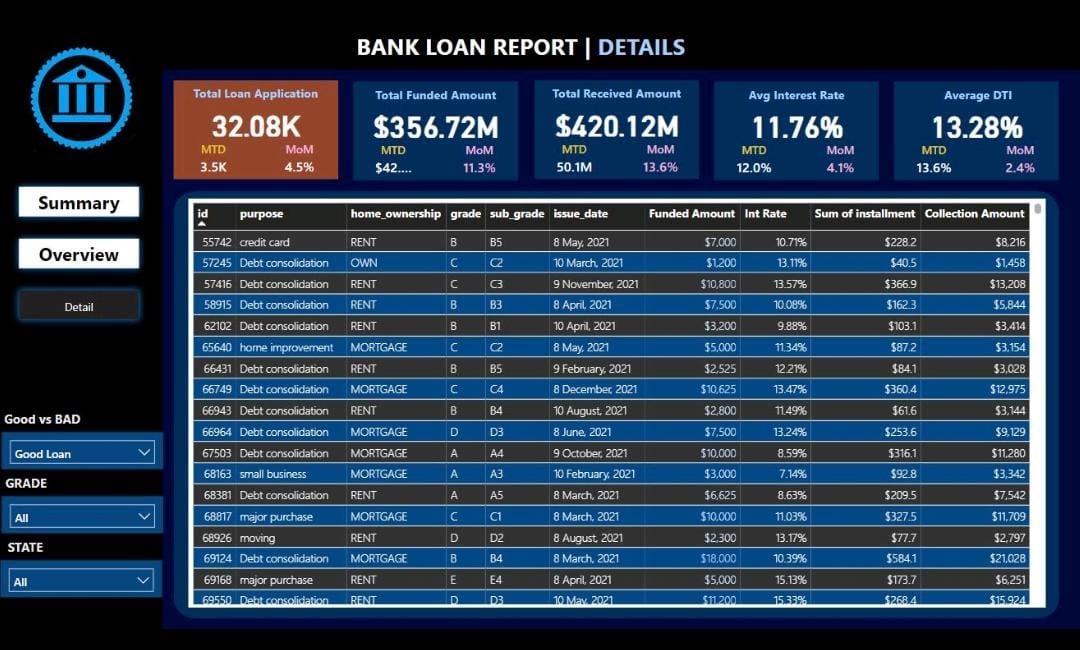 BANK LOAN REPORT | DETAILS
Total Loan Application
32.08K
MTD MoM
3.5K 4.5%
Total Funded Amount
$356.72M
MTD MoM
$42.... 11.3%
Total Received Amount
$420.12M
MTD MoM
50.1M 13.6%
Avg Interest Rate
11.76%
MTD MoM
12.0% 4.1%
Average DTI
13.28%
MTD MoM
13.6% 2.4%
Summary
Overview
Detail
Good vs BAD
Good Loan
GRADE
All
STATE
All
id purpose home_ownership grade sub_grade issue_date Funded Amount Int Rate Sum of installment Collection Amount
55742 credit card RENT B B5 8 May, 2021 $7,000 10.71% $228.2 $8,216
57245 Debt consolidation OWN C C2 10 March, 2021 $1,200 13.11% $40.5 $1,458
57416 Debt consolidation RENT C C3 9 November, 2021 $10,800 13.57% $366.9 $13,208
58915 Debt consolidation RENT B B3 8 April, 2021 $7,500 10.08% $162.3 $5,844
62102 Debt consolidation RENT B B1 10 April, 2021 $3,200 9.88% $103.1 $3,414
65640 home improvement MORTGAGE C C2 8 May, 2021 $5,000 11.34% $87.2 $3,154
66431 Debt consolidation RENT B B5 9 February, 2021 $2,525 12.21% $84.1 $3,028
66749 Debt consolidation MORTGAGE C C4 8 December, 2021 $10,625 13.47% $360.4 $12,975
66943 Debt consolidation RENT B B4 10 August, 2021 $2,800 11.49% $61.6 $3,144
66964 Debt consolidation MORTGAGE D D3 8 June, 2021 $7,500 13.24% $253.6 $9,129
67503 Debt consolidation MORTGAGE A A4 9 October, 2021 $10,000 8.59% $316.1 $11,280
68163 small business MORTGAGE A A3 10 February, 2021 $3,000 7.14% $92.8 $3,342
68381 Debt consolidation RENT A A5 8 March, 2021 $6,625 8.63% $209.5 $7,542
68817 major purchase MORTGAGE C C1 8 March, 2021 $10,000 11.03% $327.5 $11,709
68926 moving RENT D D2 8 August, 2021 $2,300 13.17% $77.7 $2,797
69124 Debt consolidation MORTGAGE B B4 8 March, 2021 $18,000 10.39% $584.1 $21,028
69168 major purchase RENT E E4 8 April, 2021 $5,000 15.13% $173.7 $6,251
69550 Debt consolidation RENT D D3 10 May, 2021 $11,200 15.33% $268.4 $15,924